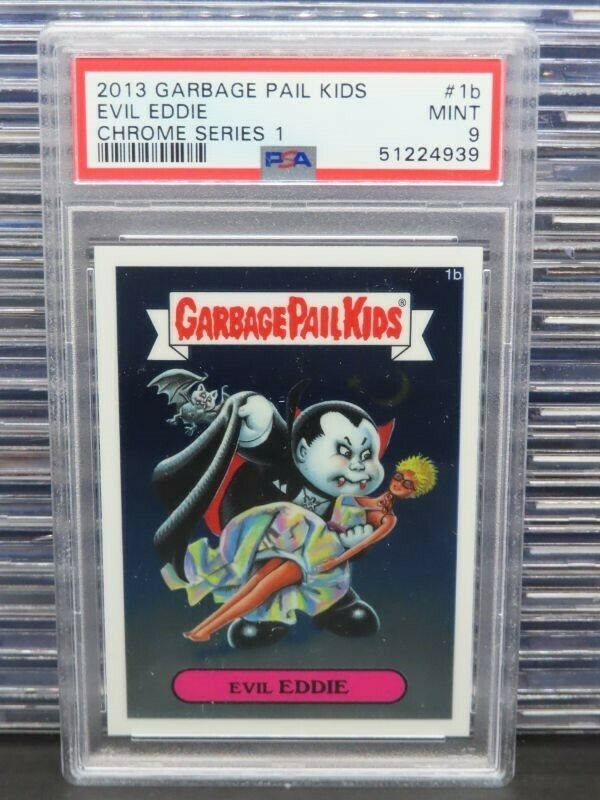 2013 GARBAGE PAIL KIDS #1b
EVIL EDDIE MINT
CHROME SERIES 1 9
PSA 51224939
1b
GARBAGE PAIL KIDS®
EVIL EDDIE